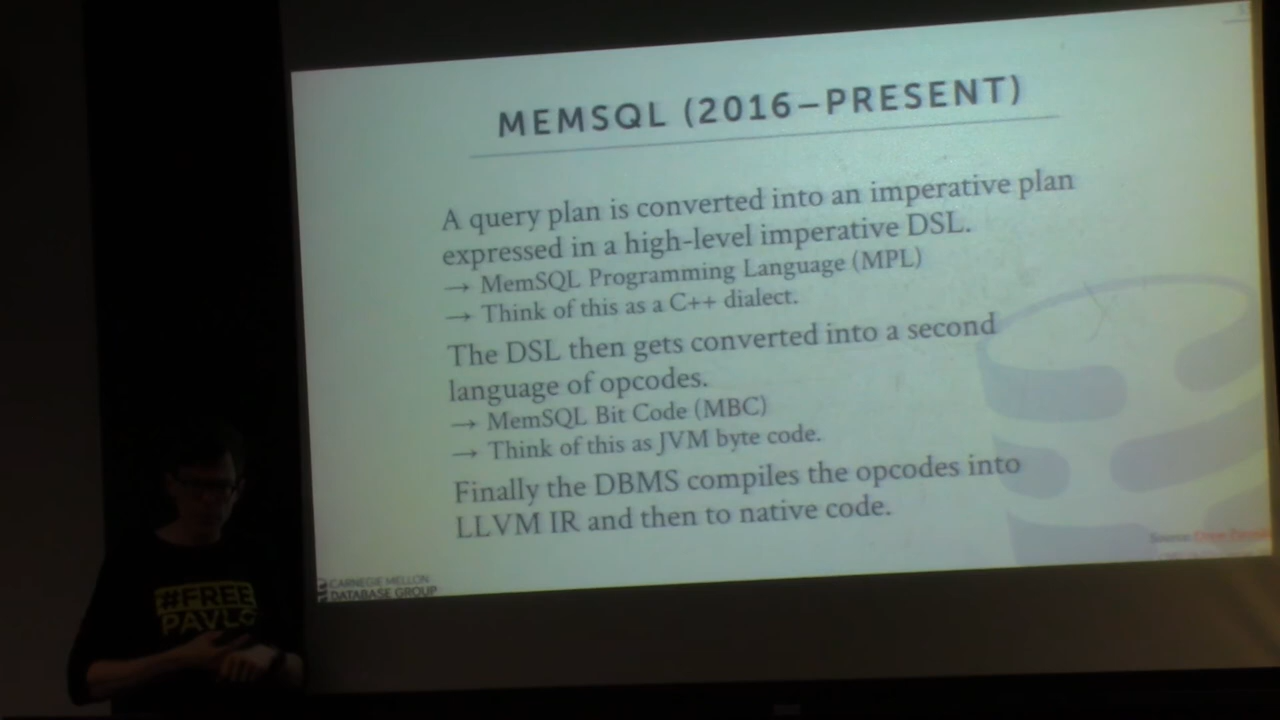 MEMSQL (2016–PRESENT)
A query plan is converted into an imperative plan
expressed in a high-level imperative DSL.
→ MemSQL Programming Language (MPL)
→ Think of this as a C++ dialect.
The DSL then gets converted into a second
language of opcodes.
→ MemSQL Bit Code (MBC)
→ Think of this as JVM byte code.
Finally the DBMS compiles the opcodes into
LLVM IR and then to native code.
Source:
CARNEGIE MELLON
DATABASE GROUP
#FREE
PAVLO